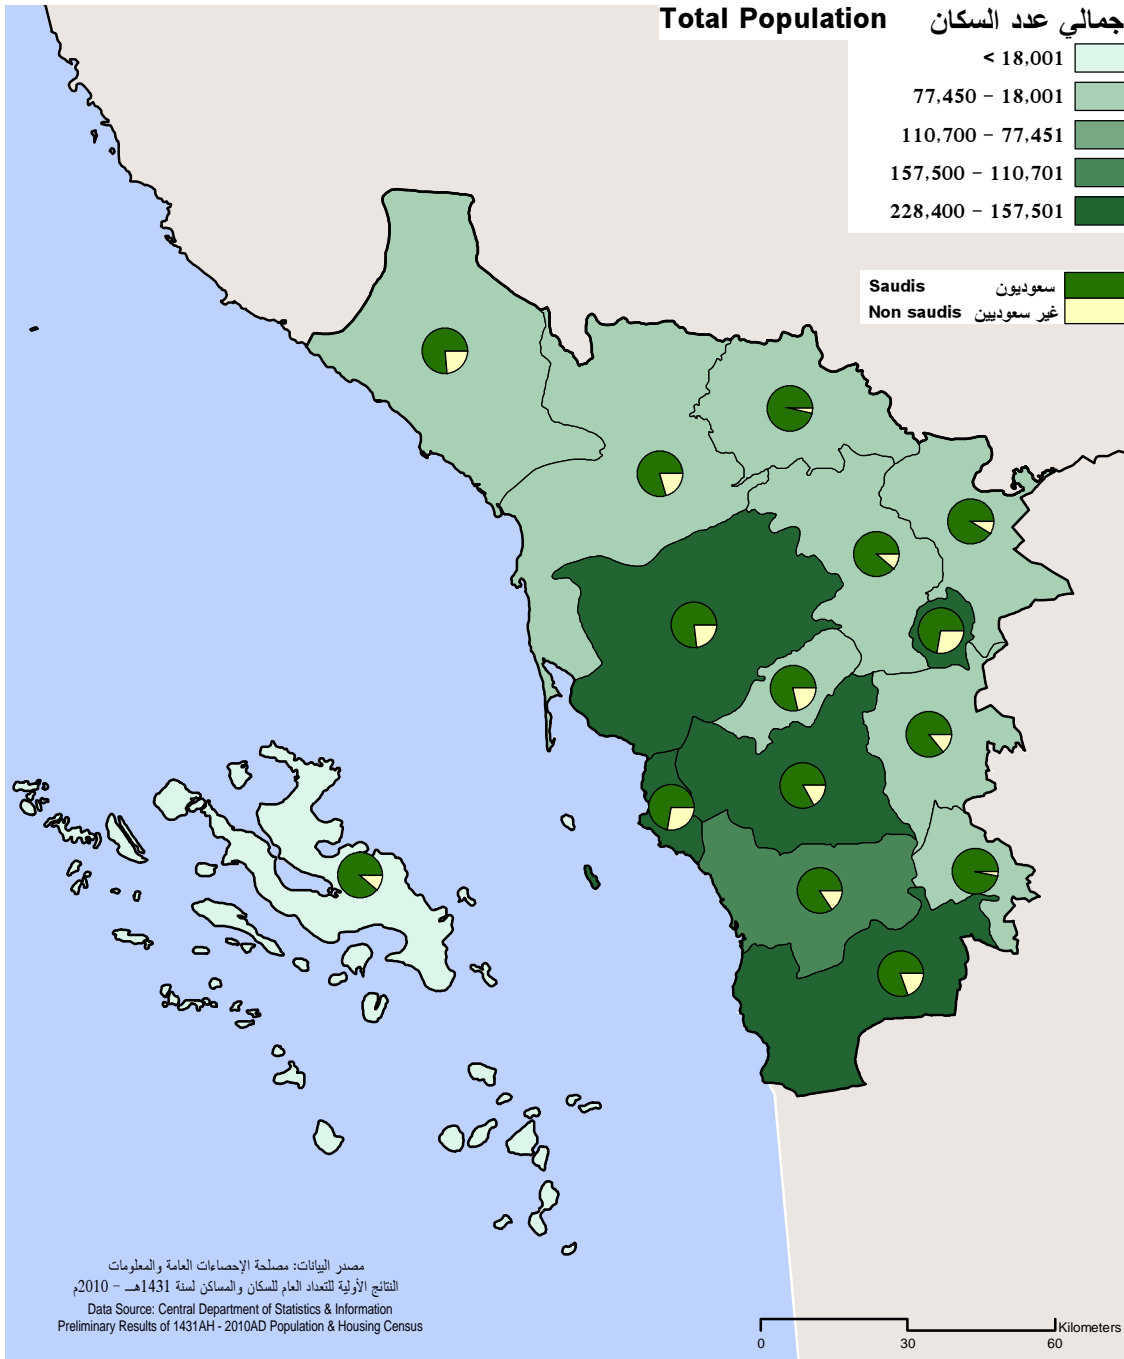 Total Population جمالي عدد السكان
< 18,001
77,450 - 18,001
110,700 - 77,451
157,500 - 110,701
228,400 - 157,501
Saudis سعوديون
Non saudis غير سعوديين
مصدر البيانات: مصلحة الإحصاءات العامة والمعلومات
النتائج الأولية للتعداد العام للسكان والمساكن لسنة 1431هـ - 2010م
Data Source: Central Department of Statistics & Information
Preliminary Results of 1431AH - 2010AD Population & Housing Census
Kilometers
0 30 60